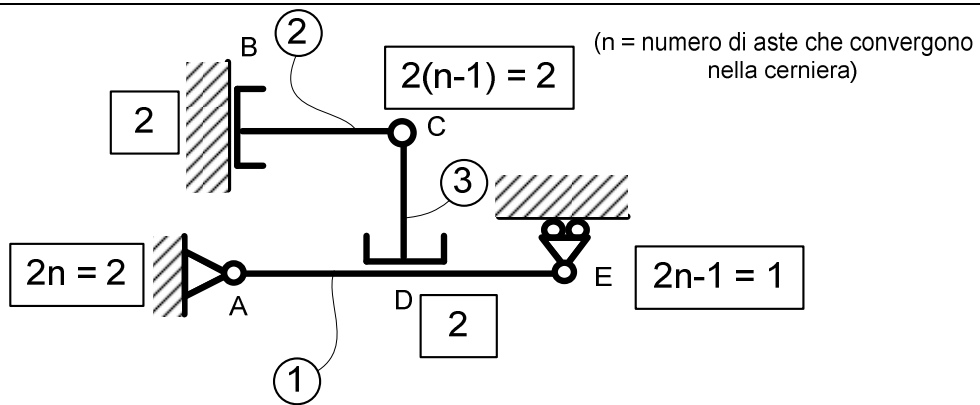 B
2
2(n-1) = 2
(n = numero di aste che convergono
nella cerniera)
2
C
3
2n = 2
A
D
E
2n-1 = 1
2
1